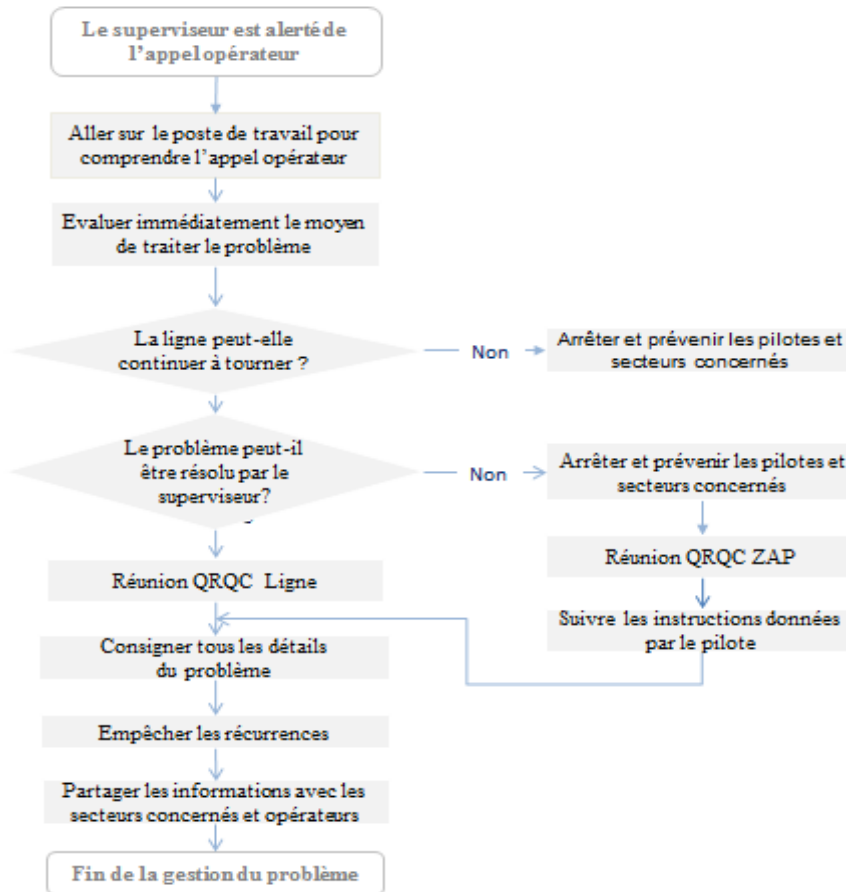 Le superviseur est alerté de
l'appel opérateur
Aller sur le poste de travail pour
comprendre l'appel opérateur
Evaluer immédiatement le moyen
de traiter le problème
La ligne peut-elle
continuer à tourner ?
Non
Arrêter et prévenir les pilotes et
secteurs concernés
Le problème peut-il
être résolu par le
superviseur?
Non
Arrêter et prévenir les pilotes et
secteurs concernés
Réunion QRQC Ligne
Réunion QRQC ZAP
Suivre les instructions données
par le pilote
Consigner tous les détails
du problème
Empêcher les récurrences
Partager les informations avec les
secteurs concernés et opérateurs
Fin de la gestion du problème